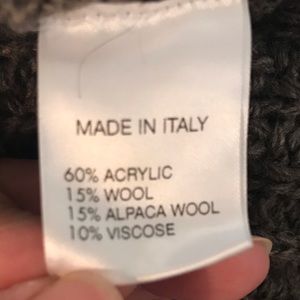 MADE IN ITALY
60% ACRYLIC
15% WOOL
15% ALPACA WOOL
10% VISCOSE